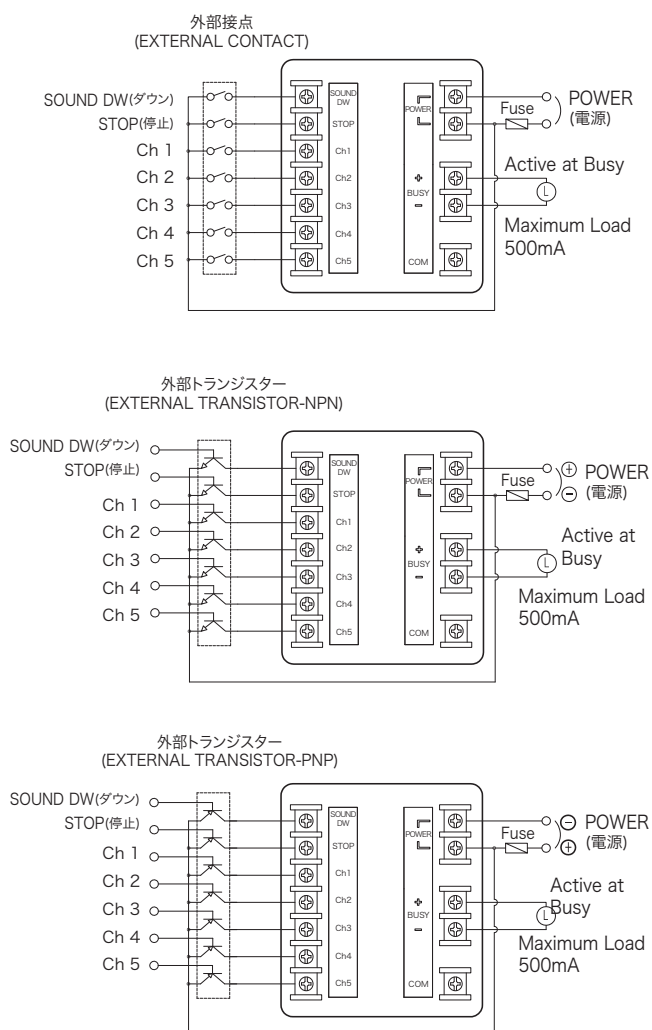 外部接点
(EXTERNAL CONTACT)
SOUND DW(ダウン)
STOP(停止)
Ch 1
Ch 2
Ch 3
Ch 4
Ch 5
SOUND
DW
STOP
Ch1
Ch2
Ch3
Ch4
Ch5
POWER
+
BUSY
−
COM
Fuse
POWER
(電源)
Active at Busy
L
Maximum Load
500mA
外部トランジスター
(EXTERNAL TRANSISTOR-NPN)
SOUND DW(ダウン)
STOP(停止)
Ch 1
Ch 2
Ch 3
Ch 4
Ch 5
SOUND
DW
STOP
Ch1
Ch2
Ch3
Ch4
Ch5
POWER
+
BUSY
−
COM
Fuse
+
−
POWER
(電源)
Active at
Busy
L
Maximum Load
500mA
外部トランジスター
(EXTERNAL TRANSISTOR-PNP)
SOUND DW(ダウン)
STOP(停止)
Ch 1
Ch 2
Ch 3
Ch 4
Ch 5
SOUND
DW
STOP
Ch1
Ch2
Ch3
Ch4
Ch5
POWER
+
BUSY
−
COM
Fuse
−
+
POWER
(電源)
Active at
Busy
L
Maximum Load
500mA